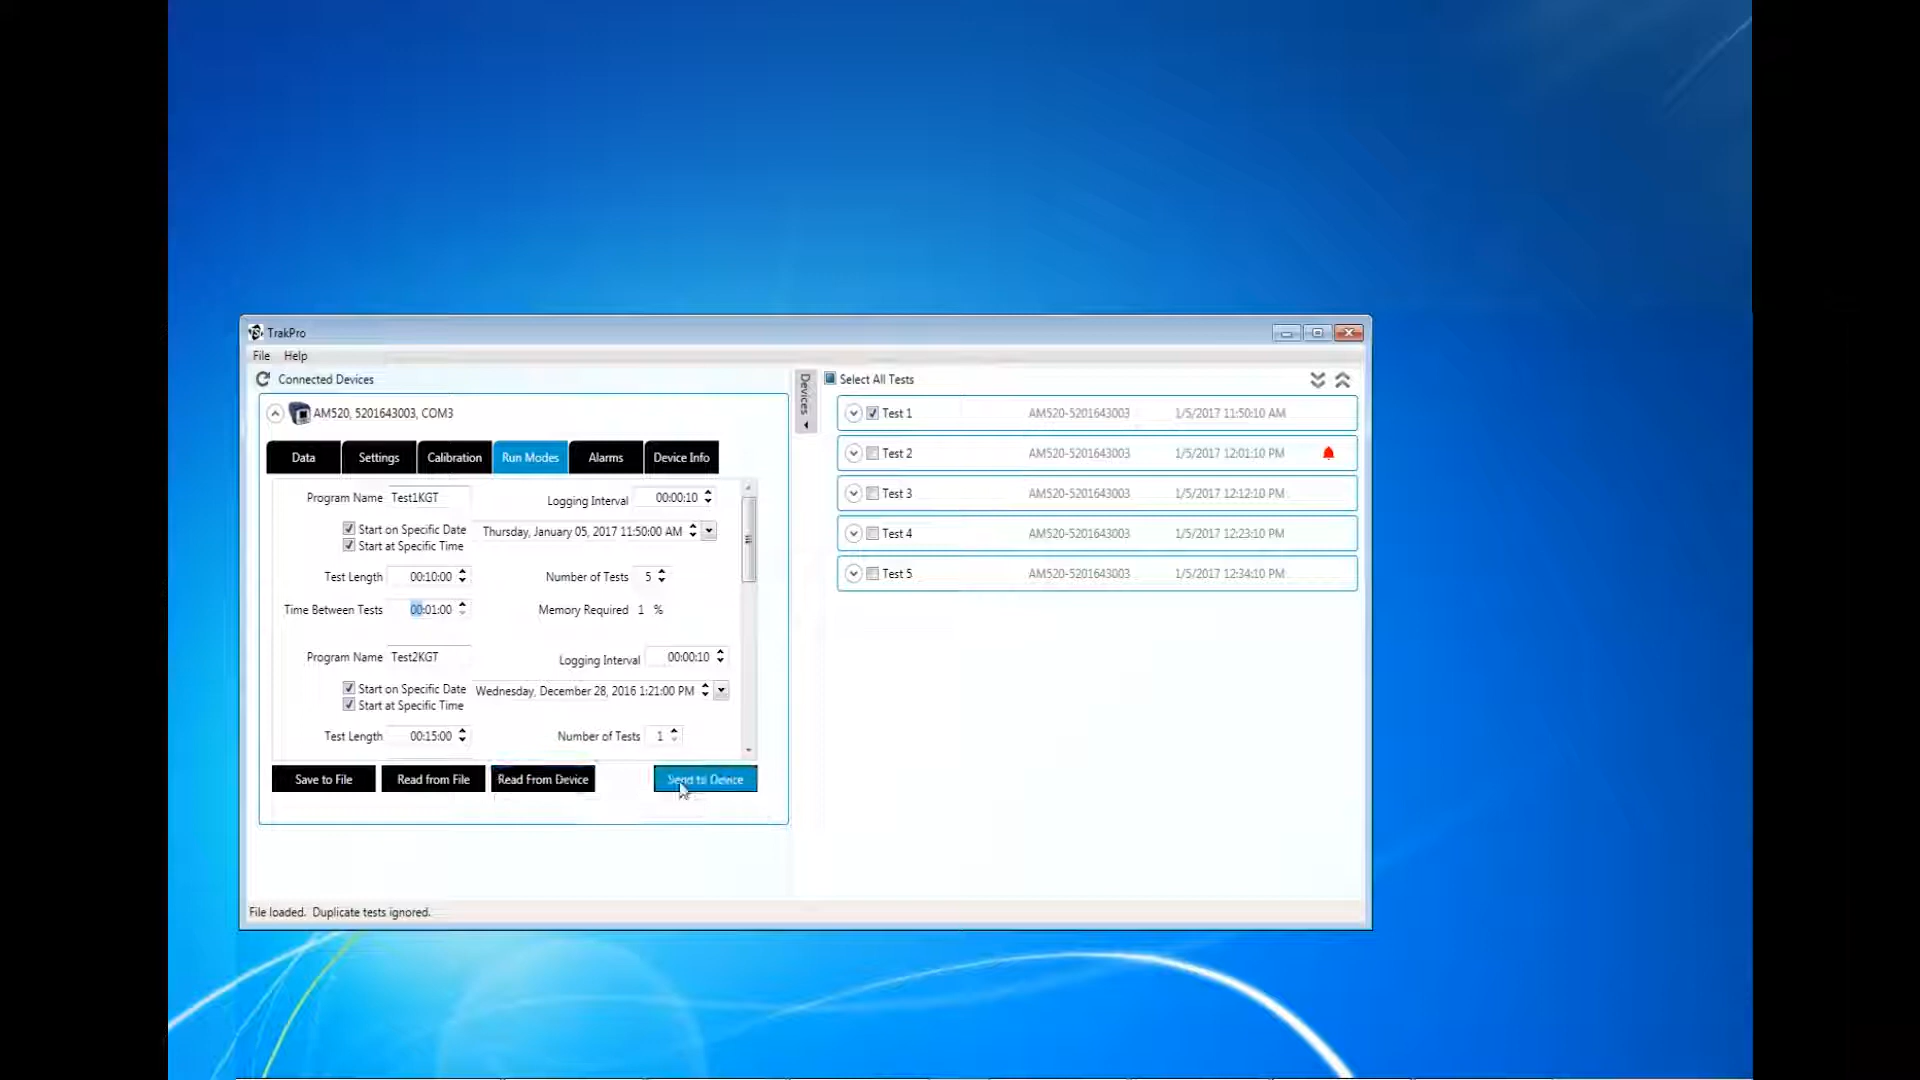 TrakPro
File Help
Connected Devices
AM520, 5201643003, COM3
Data Settings Calibration Run Modes Alarms Device Info
Program Name Test1KGT Logging Interval 00:00:10
Start on Specific Date Thursday, January 05, 2017 11:50:00 AM
Start at Specific Time
Test Length 00:10:00 Number of Tests 5
Time Between Tests 00:01:00 Memory Required 1 %
Program Name Test2KGT Logging Interval 00:00:10
Start on Specific Date Wednesday, December 28, 2016 1:21:00 PM
Start at Specific Time
Test Length 00:15:00 Number of Tests 1
Save to File Read from File Read From Device Send to Device
Devices
Select All Tests
Test 1 AM520-5201643003 1/5/2017 11:50:10 AM
Test 2 AM520-5201643003 1/5/2017 12:01:10 PM
Test 3 AM520-5201643003 1/5/2017 12:12:10 PM
Test 4 AM520-5201643003 1/5/2017 12:23:10 PM
Test 5 AM520-5201643003 1/5/2017 12:34:10 PM
File loaded. Duplicate tests ignored.